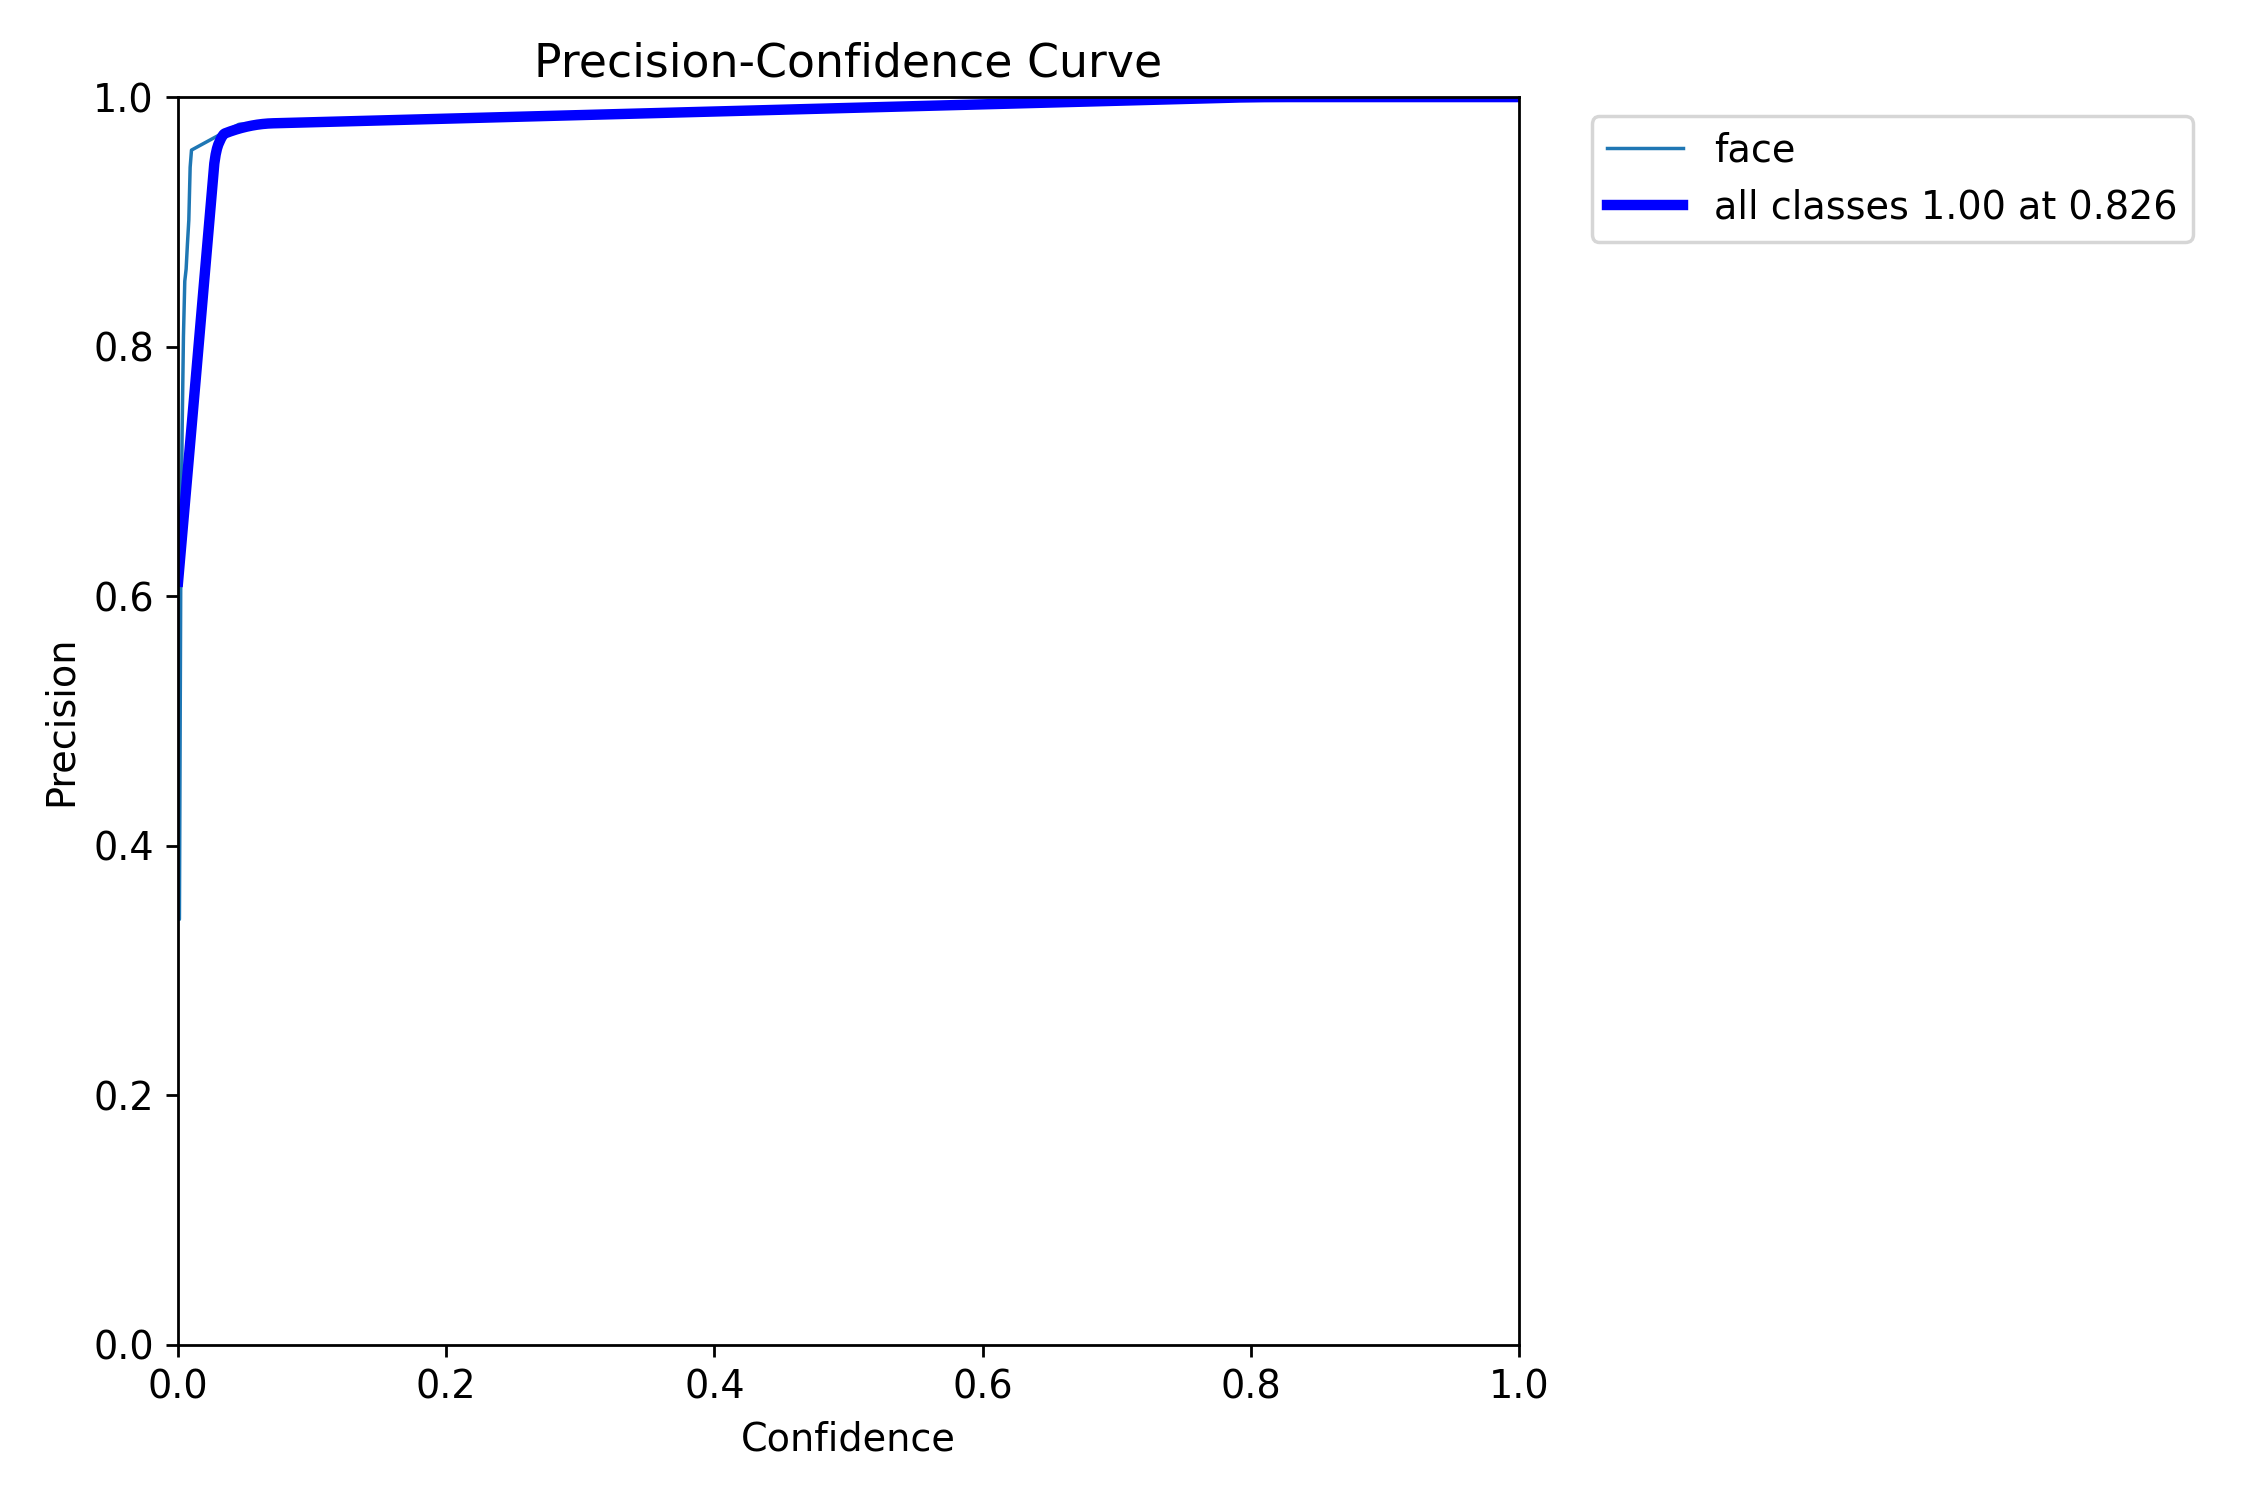 Precision-Confidence Curve
1.0
0.8
0.6
0.4
0.2
0.0
Precision
0.0 0.2 0.4 0.6 0.8 1.0
Confidence
face
all classes 1.00 at 0.826